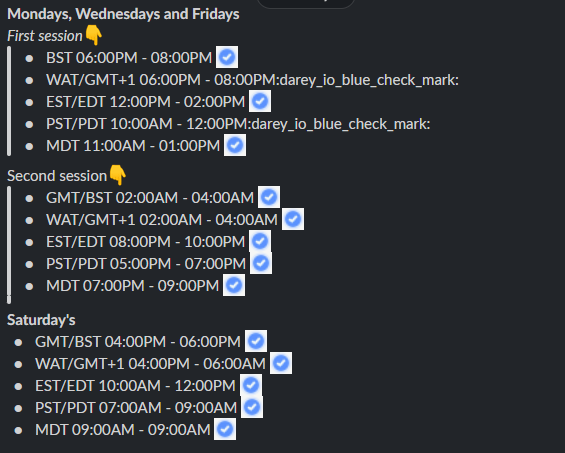 Mondays, Wednesdays and Fridays
First session👇
● BST 06:00PM - 08:00PM
● WAT/GMT+1 06:00PM - 08:00PM:darey_io_blue_check_mark:
● EST/EDT 12:00PM - 02:00PM
● PST/PDT 10:00AM - 12:00PM:darey_io_blue_check_mark:
● MDT 11:00AM - 01:00PM
Second session👇
● GMT/BST 02:00AM - 04:00AM
● WAT/GMT+1 02:00AM - 04:00AM
● EST/EDT 08:00PM - 10:00PM
● PST/PDT 05:00PM - 07:00PM
● MDT 07:00PM - 09:00PM
Saturday's
● GMT/BST 04:00PM - 06:00PM
● WAT/GMT+1 04:00PM - 06:00AM
● EST/EDT 10:00AM - 12:00PM
● PST/PDT 07:00AM - 09:00AM
● MDT 09:00AM - 09:00AM